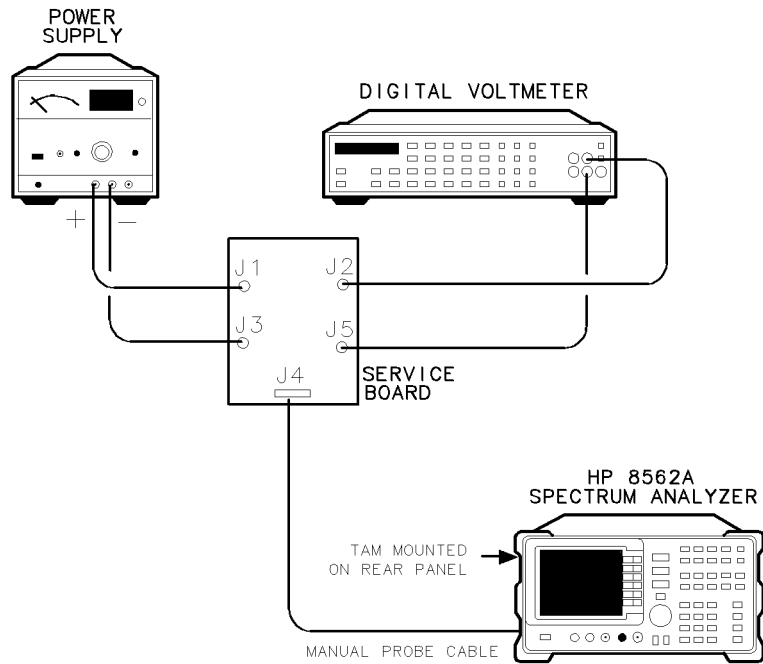 POWER
SUPPLY
DIGITAL VOLTMETER
+ –
J1
J2
J3
J5
J4
SERVICE
BOARD
HP 8562A
SPECTRUM ANALYZER
TAM MOUNTED
ON REAR PANEL
MANUAL PROBE CABLE